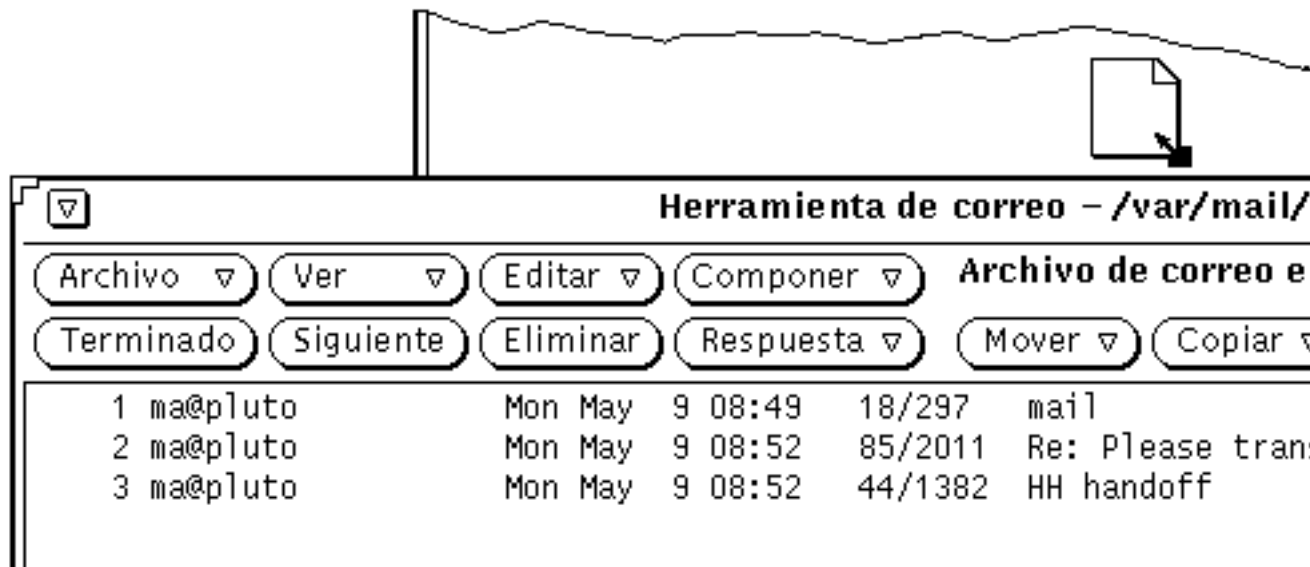 Herramienta de correo – /var/mail/
Archivo Ver Editar Componer Archivo de correo e
Terminado Siguiente Eliminar Respuesta Mover Copiar
1 ma@pluto Mon May 9 08:49 18/297 mail
2 ma@pluto Mon May 9 08:52 85/2011 Re: Please trans
3 ma@pluto Mon May 9 08:52 44/1382 HH handoff